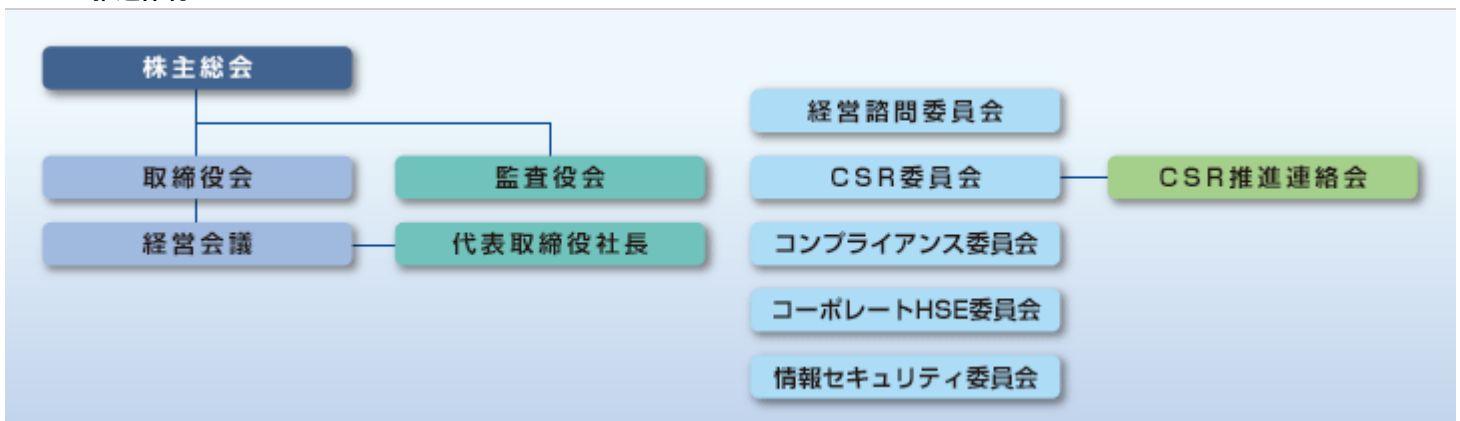 株主総会
経営諮問委員会
取締役会
監査役会
CSR委員会
CSR推進連絡会
経営会議
代表取締役社長
コンプライアンス委員会
コーポレートHSE委員会
情報セキュリティ委員会